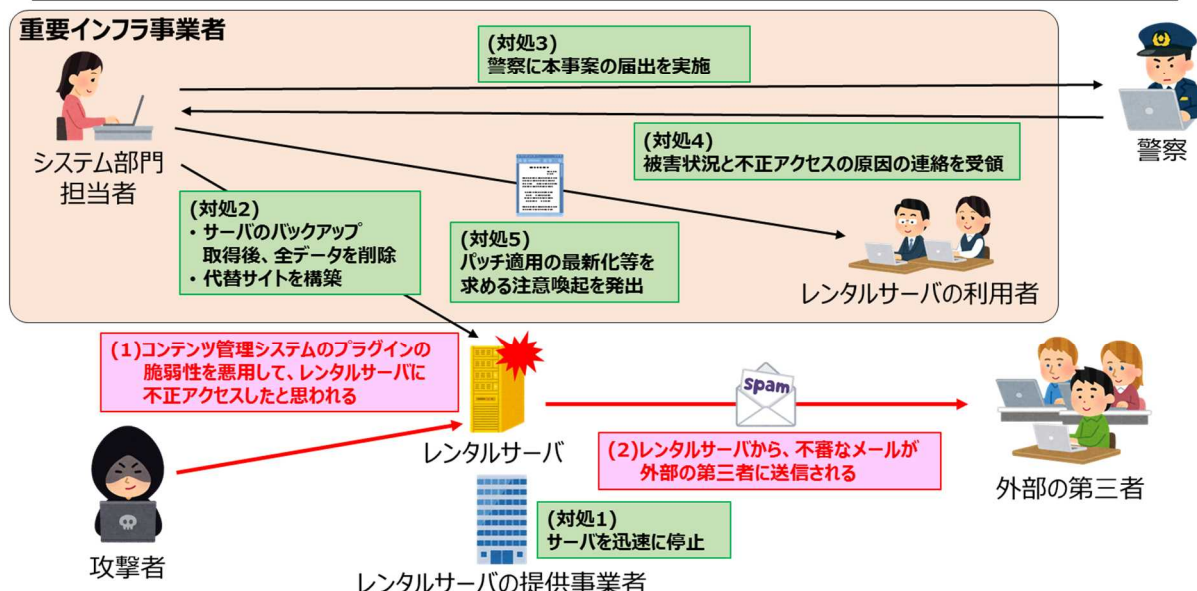 重要インフラ事業者
(対処3)
警察に本事案の届出を実施
システム部門
担当者
(対処4)
被害状況と不正アクセスの原因の連絡を受領
警察
(対処2)
・サーバのバックアップ
取得後、全データを削除
・代替サイトを構築
(対処5)
パッチ適用の最新化等を
求める注意喚起を発出
レンタルサーバの利用者
(1)コンテンツ管理システムのプラグインの
脆弱性を悪用して、レンタルサーバに
不正アクセスしたと思われる
spam
レンタルサーバ
(2)レンタルサーバから、不審なメールが
外部の第三者に送信される
外部の第三者
攻撃者
(対処1)
サーバを迅速に停止
レンタルサーバの提供事業者